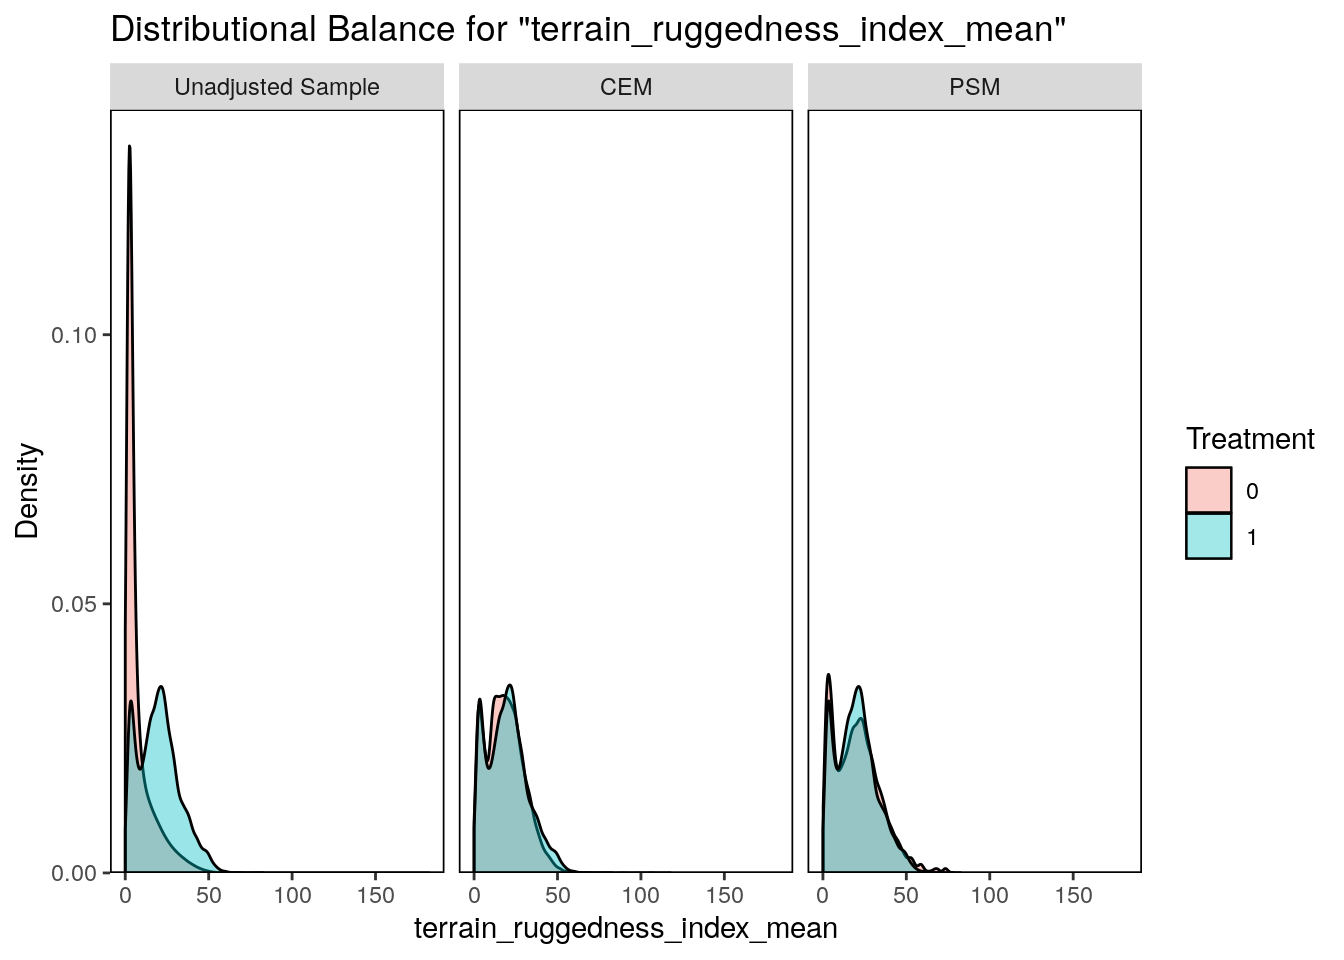 Distributional Balance for "terrain_ruggedness_index_mean"
Unadjusted Sample
CEM
PSM
Density
0.10
0.05
0.00
0 50 100 150
0 50 100 150
0 50 100 150
terrain_ruggedness_index_mean
Treatment
0
1